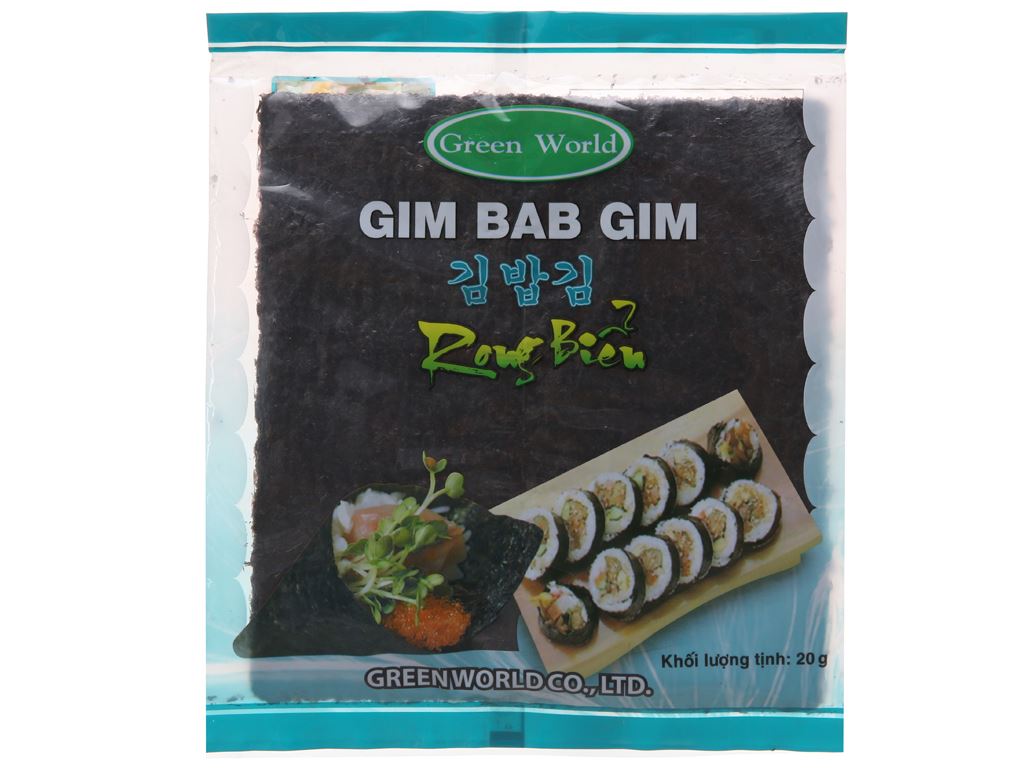 Green World
GIM BAB GIM
김밥김
Rong Biển
Khối lượng tịnh: 20 g
GREENWORLD CO., LTD.